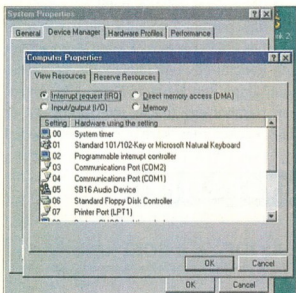 System Properties
General Device Manager Hardware Profiles Performance
Computer Properties
View Resources Reserve Resources
Interrupt request (IRQ) Direct memory access (DMA)
Input/output (I/O) Memory
Setting Hardware using the setting
00 System timer
01 Standard 101/102-Key or Microsoft Natural Keyboard
02 Programmable interrupt controller
03 Communications Port (COM2)
04 Communications Port (COM1)
05 SB16 Audio Device
06 Standard Floppy Disk Controller
07 Printer Port (LPT1)
OK Cancel
OK Cancel